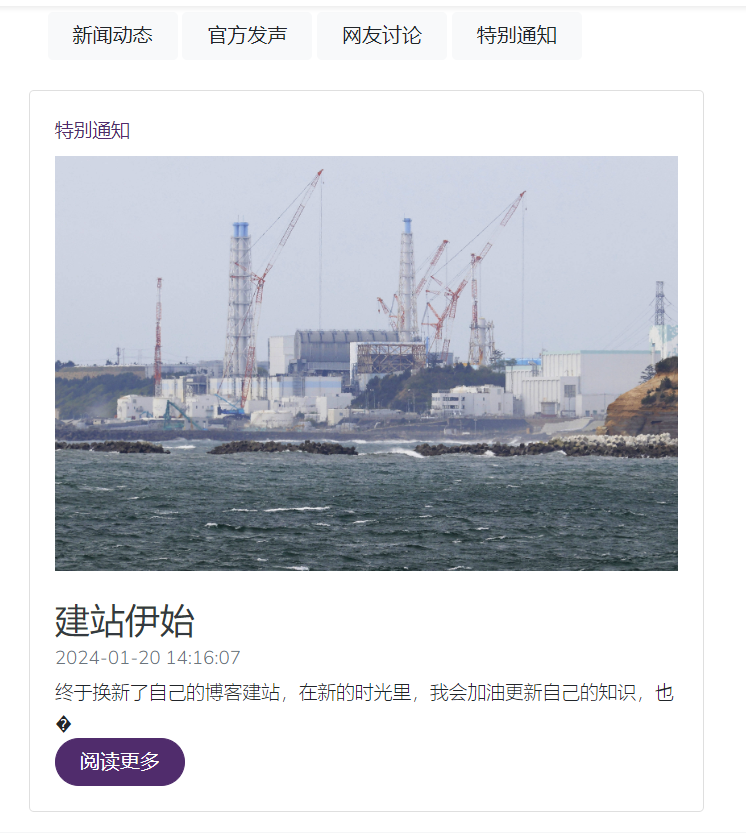 新闻动态 官方发声 网友讨论 特别通知
特别通知
建站伊始
2024-01-20 14:16:07
终于换新了自己的博客建站，在新的时光里，我会加油更新自己的知识，也
�
阅读更多